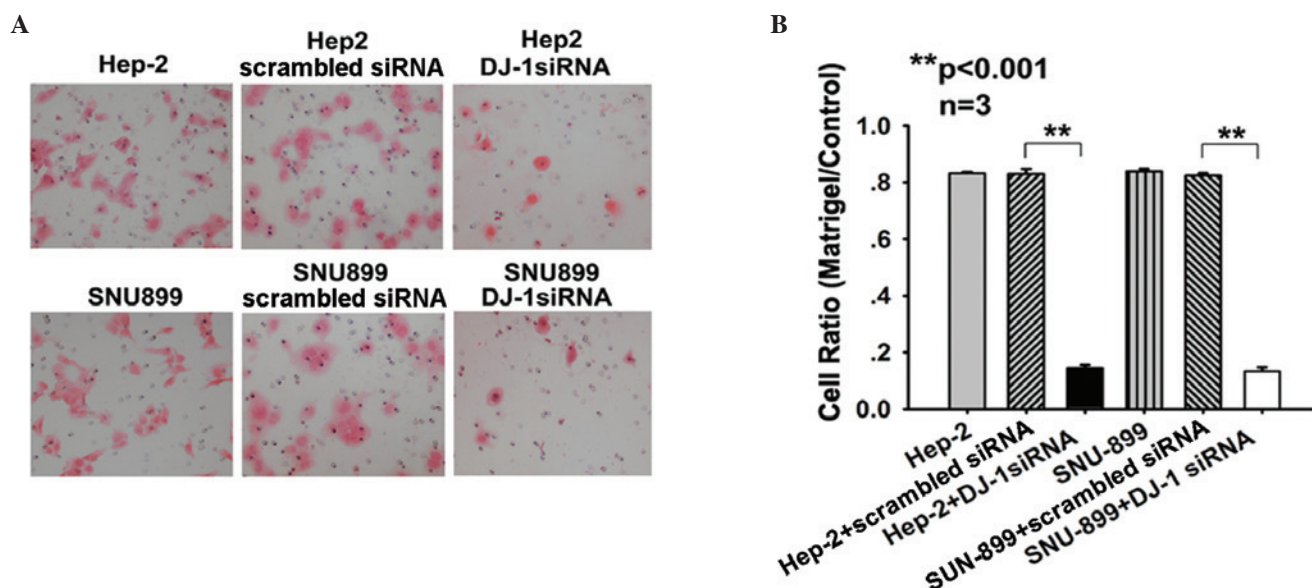 A
Hep-2
Hep2
scrambled siRNA
Hep2
DJ-1siRNA
SNU899
SNU899
scrambled siRNA
SNU899
DJ-1siRNA
B
**p<0.001
n=3
** **
Cell Ratio (Matrigel/Control)
1.0
.8
.6
.4
.2
0.0
Hep-2
Hep-2+scrambled siRNA
Hep-2+DJ-1siRNA
SNU-899
SUN-899+scrambled siRNA
SNU-899+DJ-1 siRNA